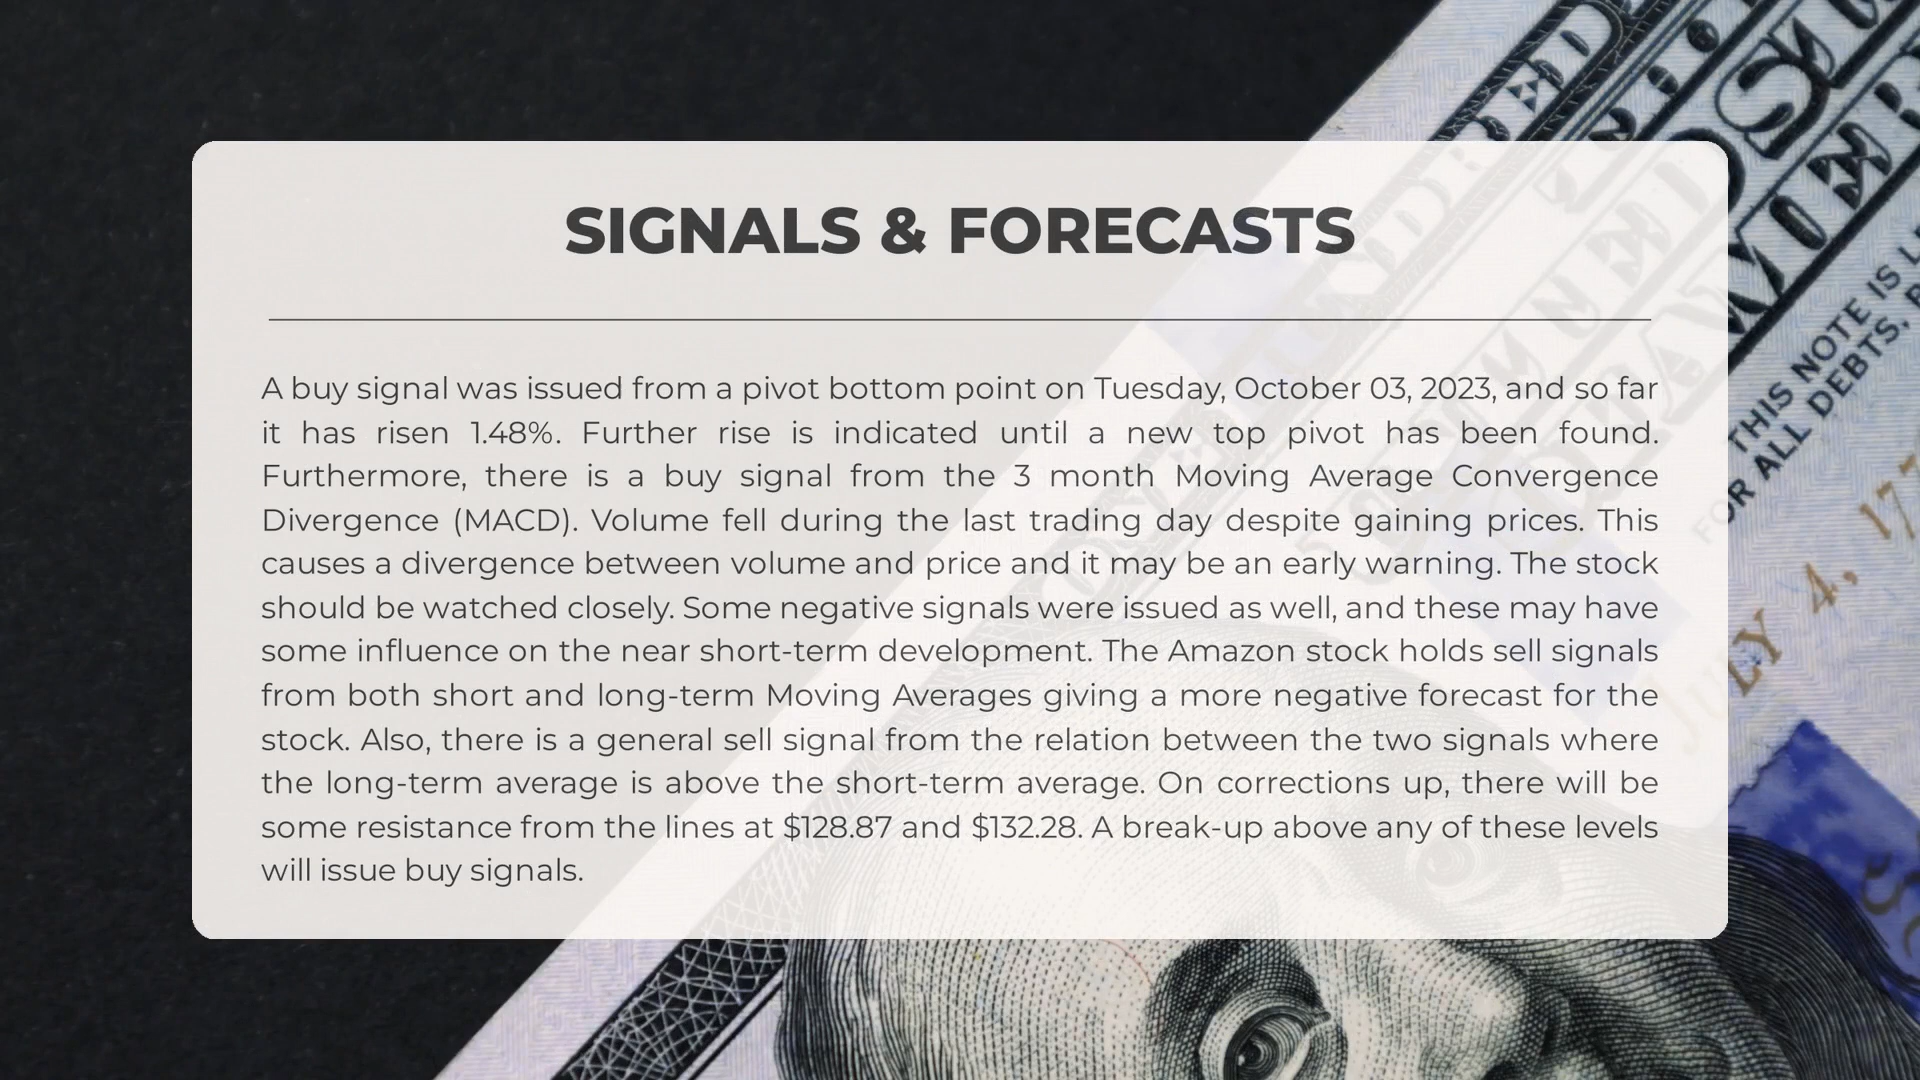 SIGNALS & FORECASTS
A buy signal was issued from a pivot bottom point on Tuesday, October 03, 2023, and so far
it has risen 1.48%. Further rise is indicated until a new top pivot has been found.
Furthermore, there is a buy signal from the 3 month Moving Average Convergence
Divergence (MACD). Volume fell during the last trading day despite gaining prices. This
causes a divergence between volume and price and it may be an early warning. The stock
should be watched closely. Some negative signals were issued as well, and these may have
some influence on the near short-term development. The Amazon stock holds sell signals
from both short and long-term Moving Averages giving a more negative forecast for the
stock. Also, there is a general sell signal from the relation between the two signals where
the long-term average is above the short-term average. On corrections up, there will be
some resistance from the lines at $128.87 and $132.28. A break-up above any of these levels
will issue buy signals.
THIS NOTE IS
FOR ALL DEBTS,
JULY 4, 17